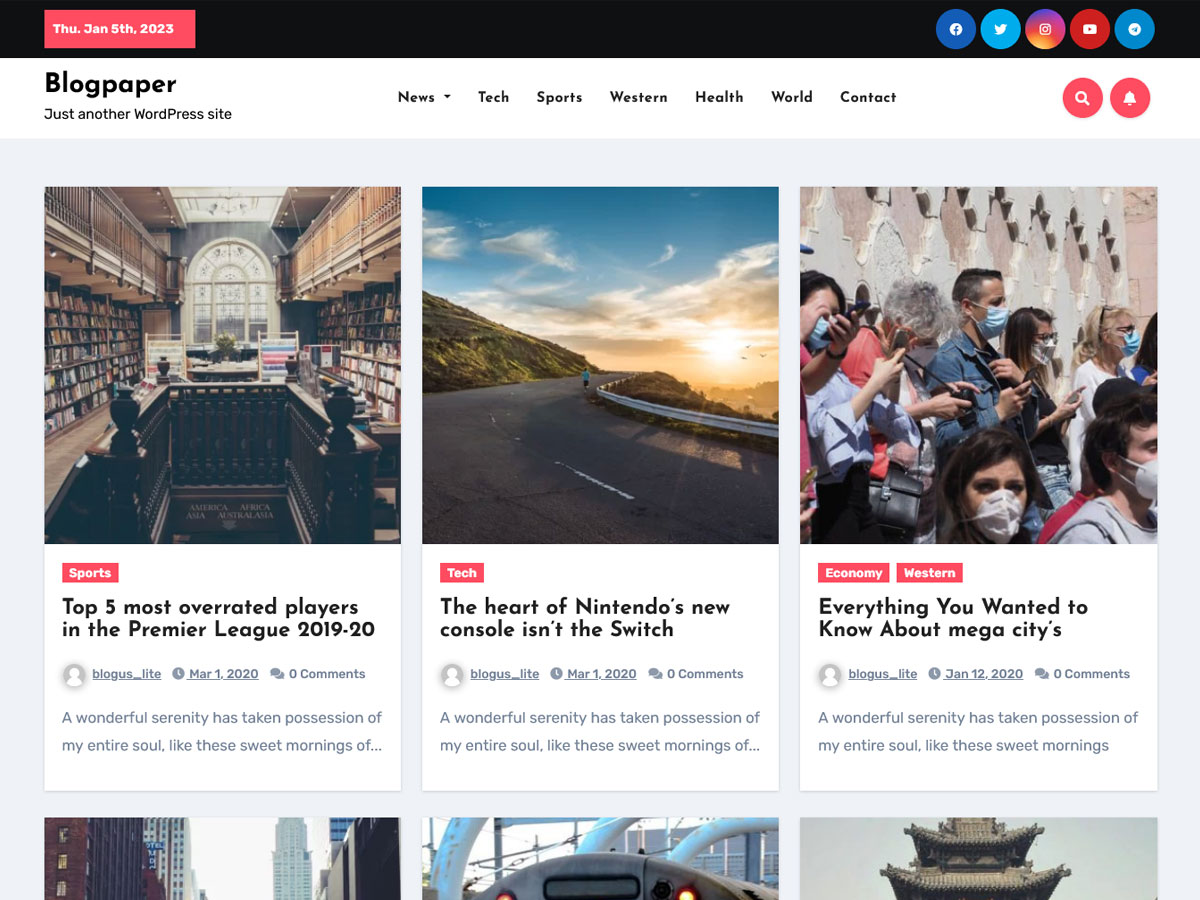 Thu. Jan 5th, 2023
Blogpaper
Just another WordPress site
News
Tech
Sports
Western
Health
World
Contact
AMERICA AFRICA
ASIA AUSTRALASIA
Sports
Top 5 most overrated players
in the Premier League 2019-20
blogus_lite Mar 1, 2020 0 Comments
A wonderful serenity has taken possession of
my entire soul, like these sweet mornings of...
Tech
The heart of Nintendo’s new
console isn’t the Switch
blogus_lite Mar 1, 2020 0 Comments
A wonderful serenity has taken possession of
my entire soul, like these sweet mornings of...
Economy Western
Everything You Wanted to
Know About mega city’s
blogus_lite Jan 12, 2020 0 Comments
A wonderful serenity has taken possession of
my entire soul, like these sweet mornings